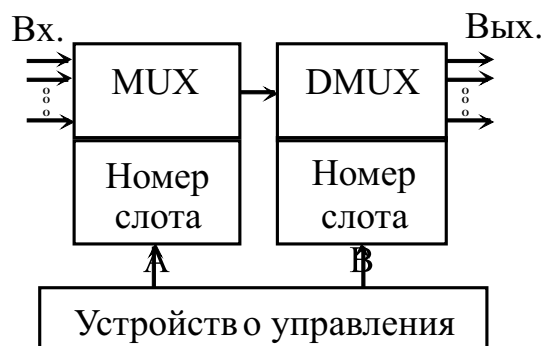 Вх.
Вых.
MUX
DMUX
Номер
слота
Номер
слота
A
B
Устройство управления